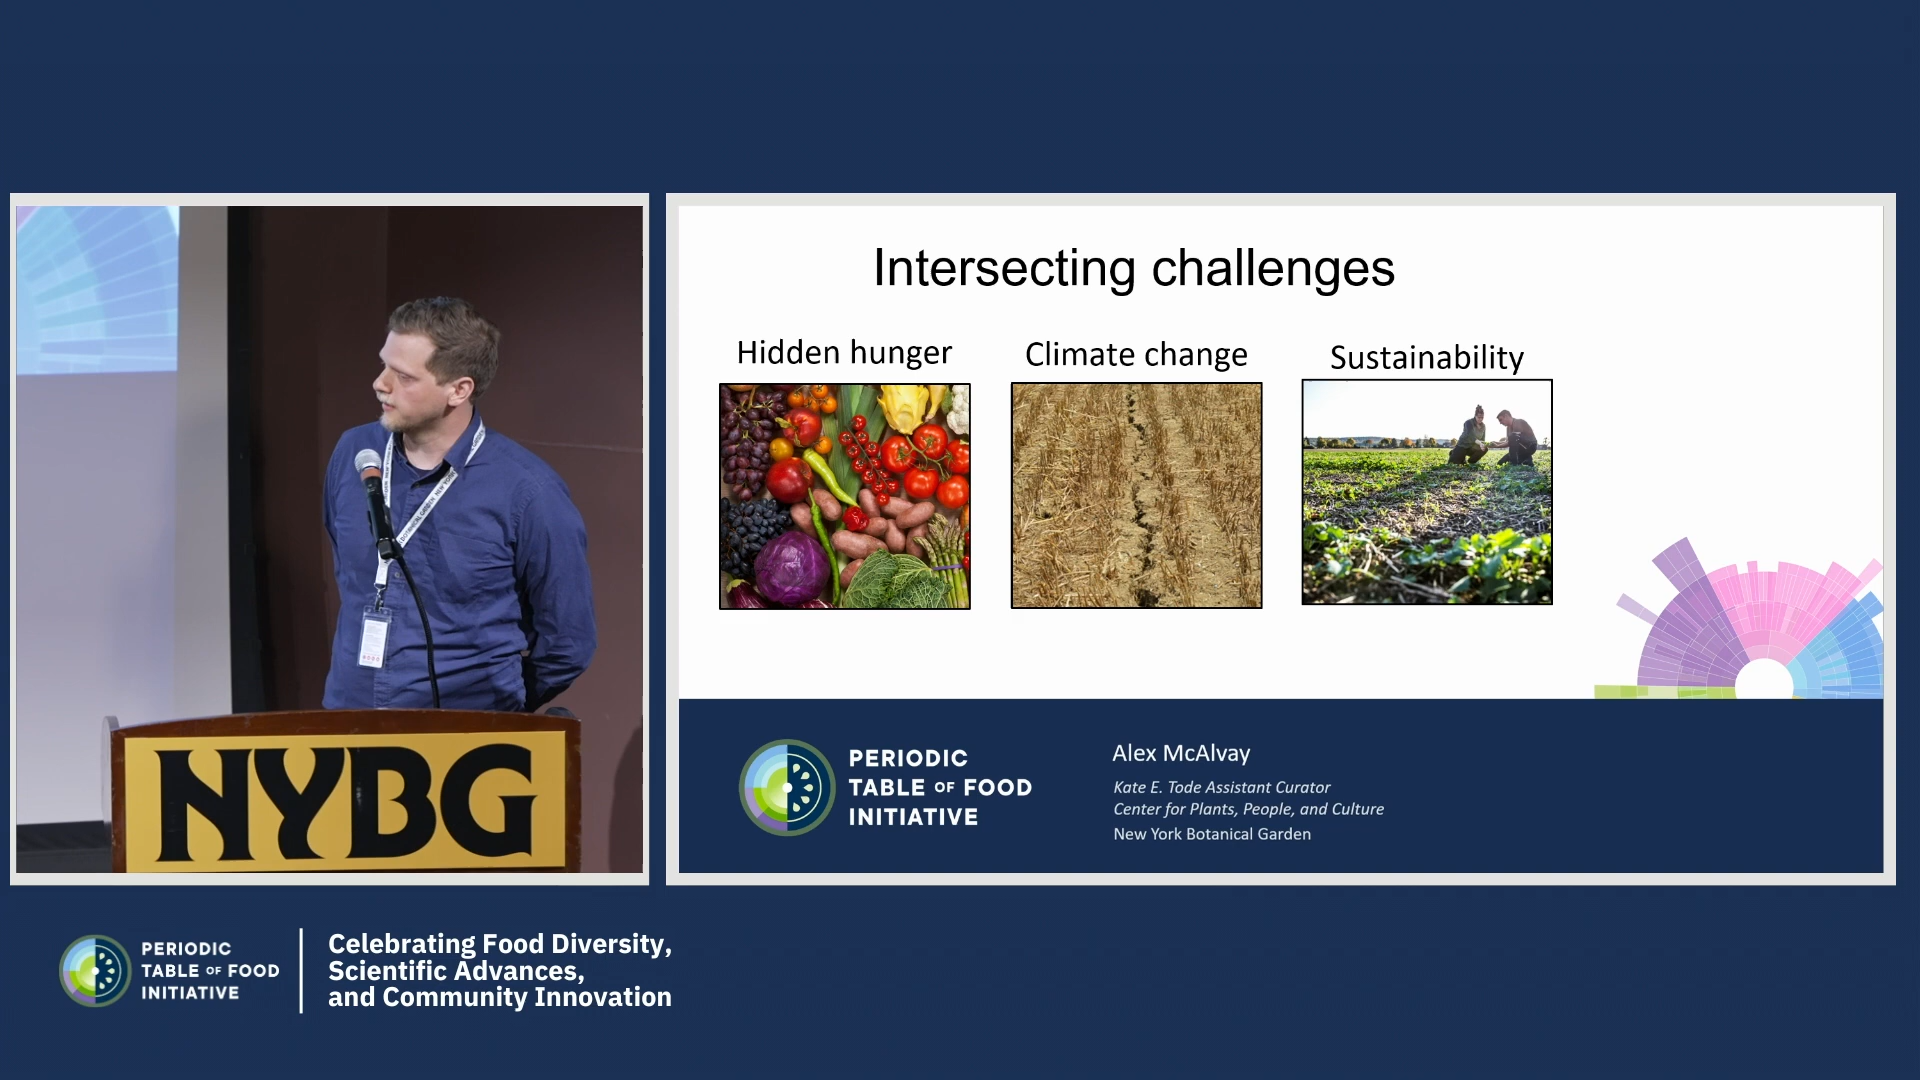 Intersecting challenges
Hidden hunger
Climate change
Sustainability
NYBG
PERIODIC
TABLE OF FOOD
INITIATIVE
Alex McAlvay
Kate E. Tode Assistant Curator
Center for Plants, People, and Culture
New York Botanical Garden
PERIODIC
TABLE OF FOOD
INITIATIVE
Celebrating Food Diversity,
Scientific Advances,
and Community Innovation